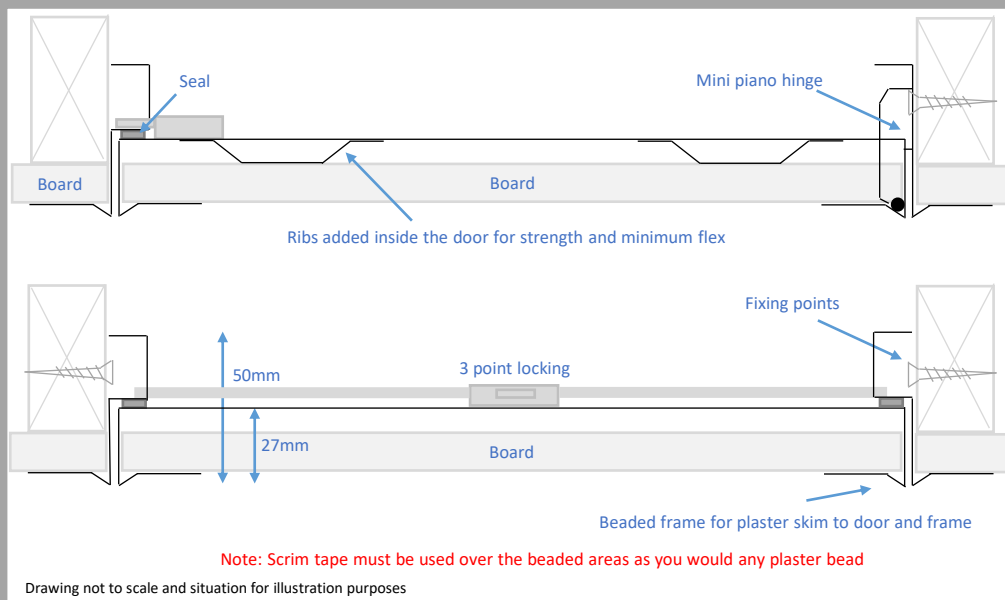 Seal
Mini piano hinge
Board
Board
Ribs added inside the door for strength and minimum flex
Fixing points
50mm
3 point locking
27mm
Board
Beaded frame for plaster skim to door and frame
Note: Scrim tape must be used over the beaded areas as you would any plaster bead
Drawing not to scale and situation for illustration purposes